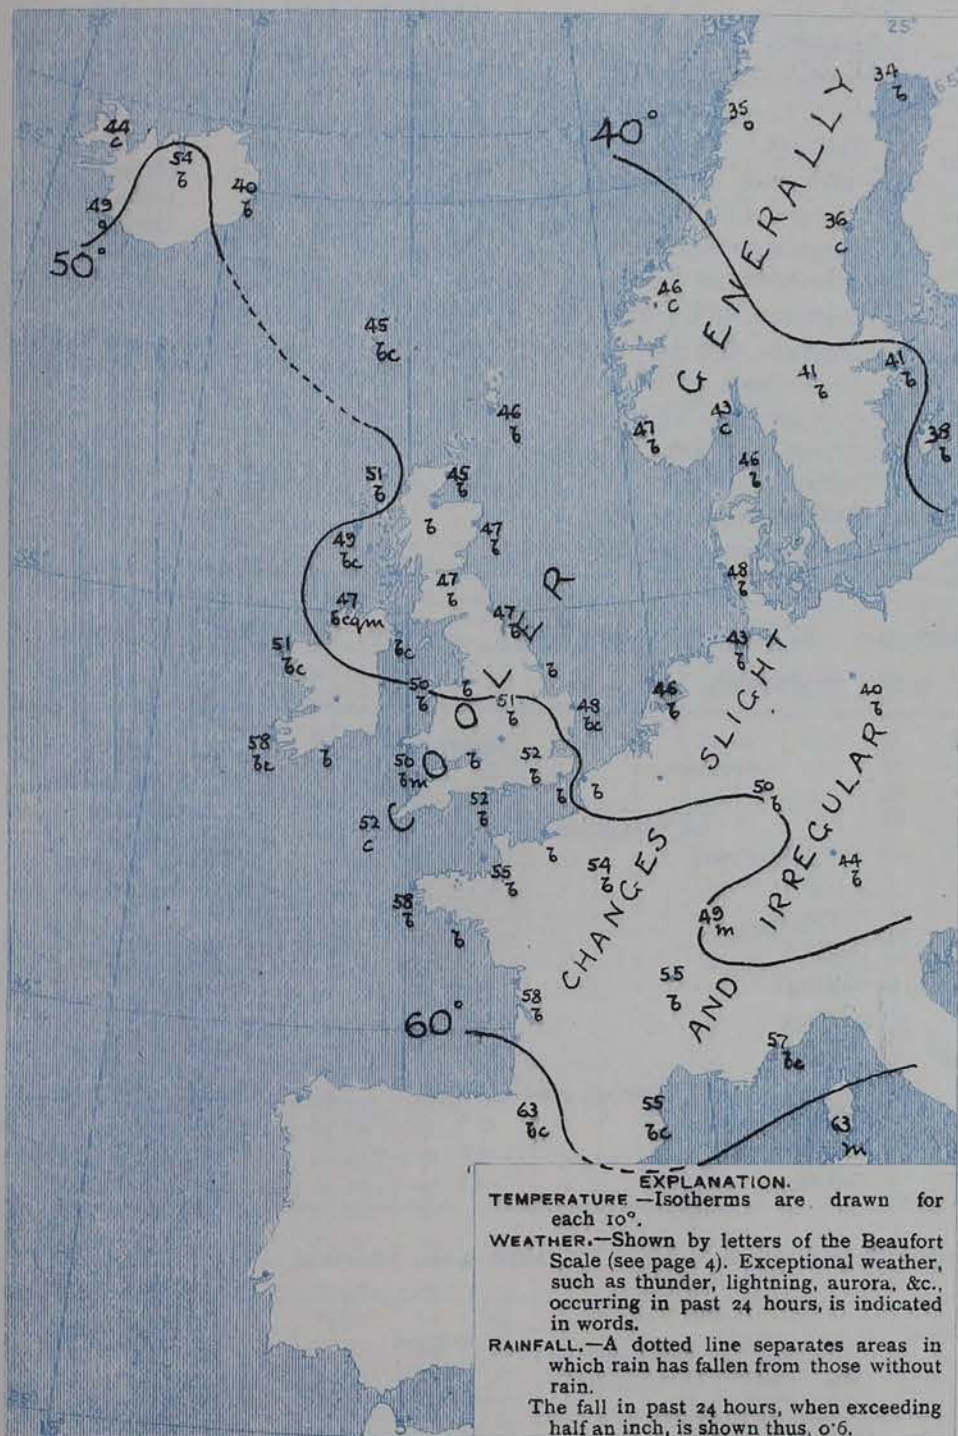 25°
34
b
44
c
54
b
35
o
40°
40
b
49
50°
36
c
46
c
45
bc
41
b
41
b
46
b
47
b
43
c
38
b
46
b
51
b
45
b
b
47
b
49
bc
47
b
48
b
47
bcqm
47
b
51
bc
bc
43
b
50
b
b
b
51
b
48
bc
46
b
40
b
58
bc
b
50
bm
b
52
b
b
b
50
b
52
c
52
b
55
b
b
54
b
44
b
58
b
b
49
m
58
b
55
b
60°
57
bc
63
bc
55
bc
63
m
GENERALLY
COOLER
SLIGHT
CHANGES
AND
IRREGULAR
EXPLANATION.
TEMPERATURE —Isotherms are drawn for
each 10°.
WEATHER.—Shown by letters of the Beaufort
Scale (see page 4). Exceptional weather,
such as thunder, lightning, aurora, &c.,
occurring in past 24 hours, is indicated
in words.
RAINFALL.—A dotted line separates areas in
which rain has fallen from those without
rain.
The fall in past 24 hours, when exceeding
half an inch, is shown thus, 0·6.
15
5°